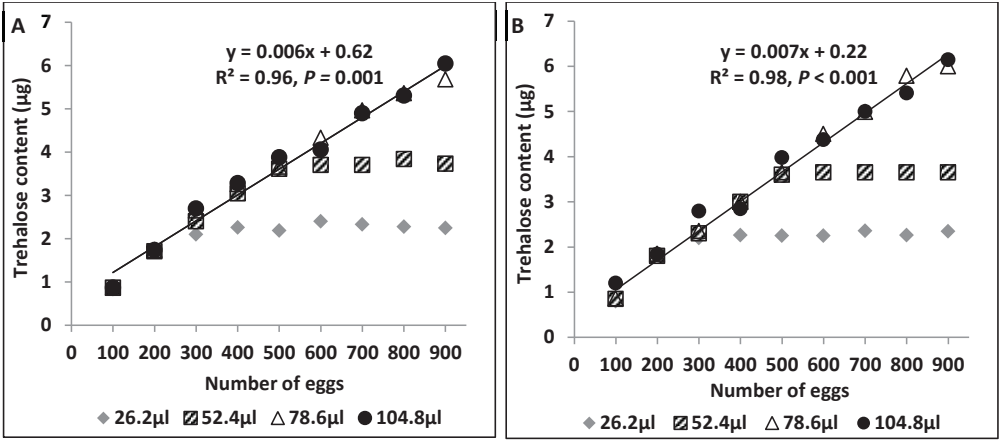 A
y = 0.006x + 0.62
R² = 0.96, P = 0.001
Trehalose content (µg)
7
6
5
4
3
2
1
0
0 100 200 300 400 500 600 700 800 900
Number of eggs
26.2µl 52.4µl 78.6µl 104.8µl
B
y = 0.007x + 0.22
R² = 0.98, P < 0.001
Trehalose content (µg)
7
6
5
4
3
2
1
0
0 100 200 300 400 500 600 700 800 900
Number of eggs
26.2µl 52.4µl 78.6µl 104.8µl